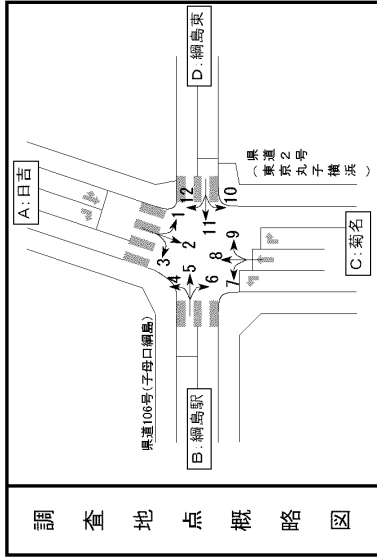 調査地点概略図
A:日吉
D:綱島東
県道106号(子母口綱島)
12
1
3
2
4
5
11
10
6
9
8
7
県道2号
(東京丸子横浜)
B:綱島駅
C:菊名